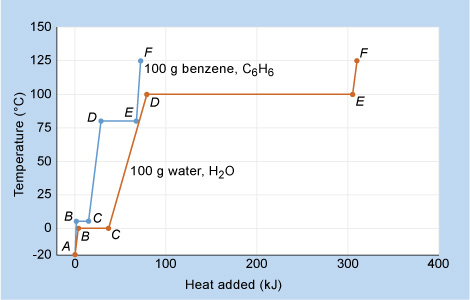 150
125
100
75
50
25
0
-20
Temperature (°C)
F
100 g benzene, C₆H₆
F
D
E
D
E
100 g water, H₂O
B
C
B
C
A
0
100
200
300
400
Heat added (kJ)